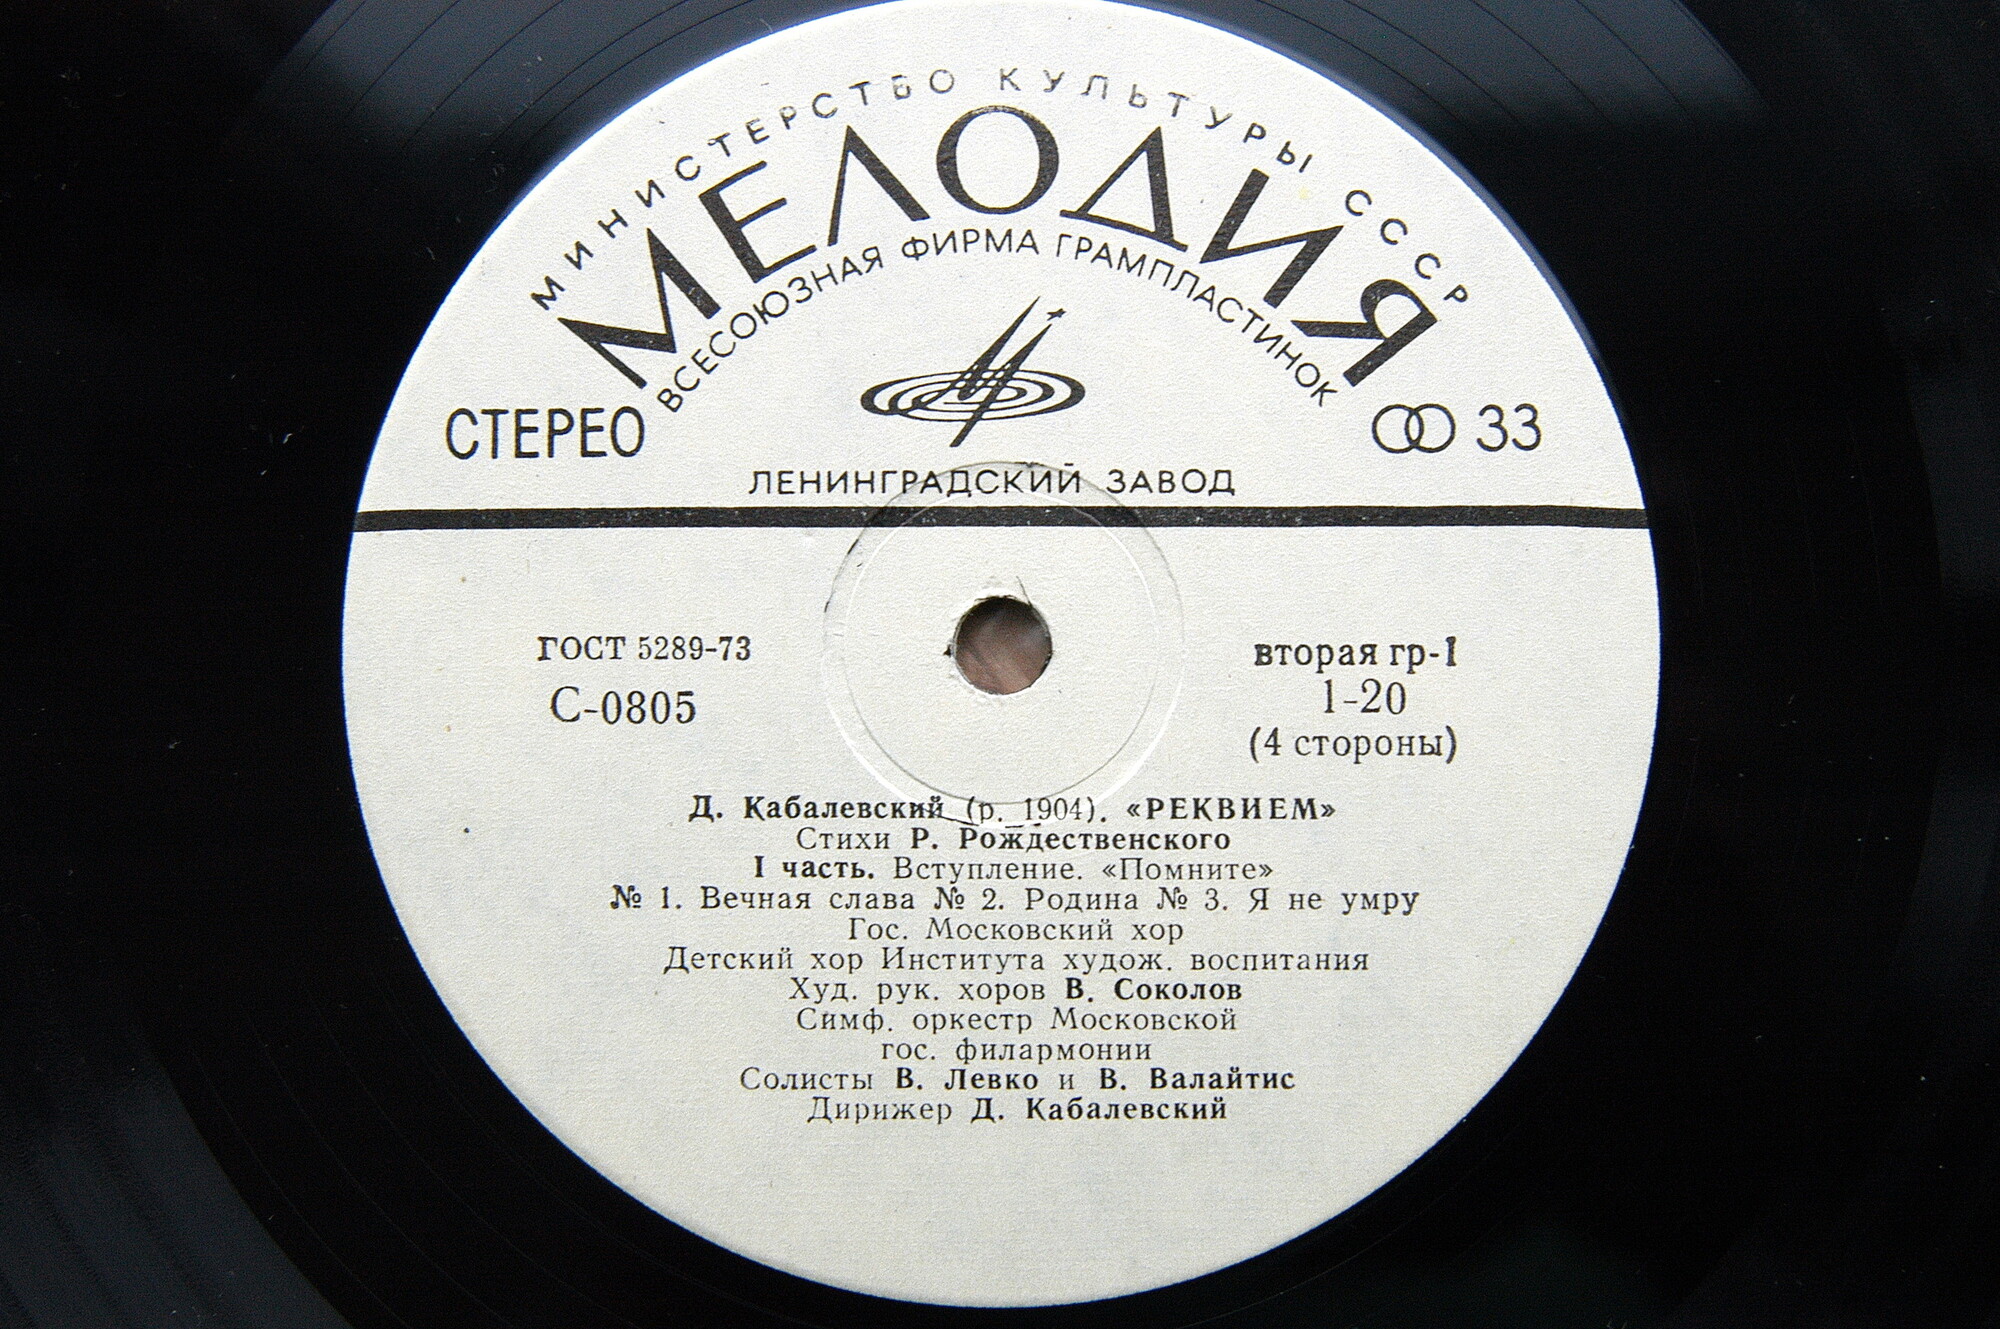 МИНИСТЕРСТВО КУЛЬТУРЫ СССР
МЕЛОДИЯ
ВСЕСОЮЗНАЯ ФИРМА ГРАМПЛАСТИНОК
СТЕРЕО
33
ЛЕНИНГРАДСКИЙ ЗАВОД
ГОСТ 5289-73
С-0805
вторая гр-1
1-20
(4 стороны)
Д. Кабалевский (р. 1904). «РЕКВИЕМ»
Стихи Р. Рождественского
I часть. Вступление. «Помните»
№ 1. Вечная слава № 2. Родина № 3. Я не умру
Гос. Московский хор
Детский хор Института худож. воспитания
Худ. рук. хоров В. Соколов
Симф. оркестр Московской
гос. филармонии
Солисты В. Левко и В. Валайтис
Дирижер Д. Кабалевский